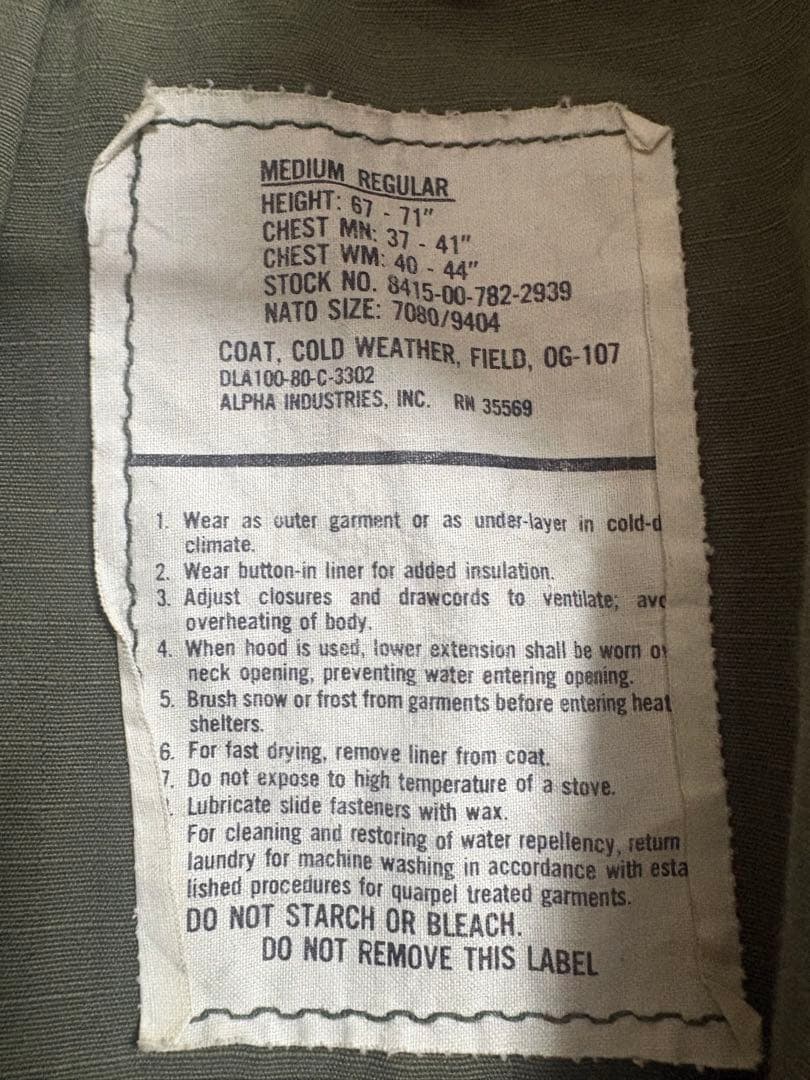 MEDIUM REGULAR
HEIGHT: 67 - 71"
CHEST MN: 37 - 41"
CHEST WM: 40 - 44"
STOCK NO. 8415-00-782-2939
NATO SIZE: 7080/9404
COAT, COLD WEATHER, FIELD, OG-107
DLA100-80-C-3302
ALPHA INDUSTRIES, INC. RN 35569
1. Wear as outer garment or as under-layer in cold-d
climate.
2. Wear button-in liner for added insulation.
3. Adjust closures and drawcords to ventilate;
overheating of body.
4. When hood is used, lower extension shall be worn
neck opening, preventing water entering opening.
5. Brush snow or frost from garments before entering heat
shelters.
6. For fast drying, remove liner from coat.
7. Do not expose to high temperature of a stove.
Lubricate slide fasteners with wax.
For cleaning and restoring of water repellency, return
laundry for machine washing in accordance with esta
lished procedures for quarpel treated garments.
DO NOT STARCH OR BLEACH.
DO NOT REMOVE THIS LABEL